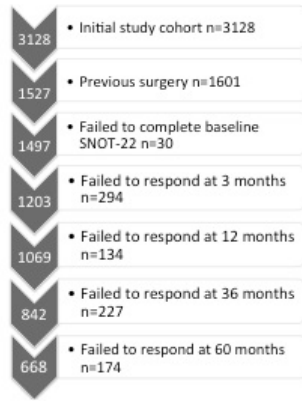 3128
• Initial study cohort n=3128
1527
• Previous surgery n=1601
1497
• Failed to complete baseline
SNOT-22 n=30
1203
• Failed to respond at 3 months
n=294
1069
• Failed to respond at 12 months
n=134
842
• Failed to respond at 36 months
n=227
668
• Failed to respond at 60 months
n=174